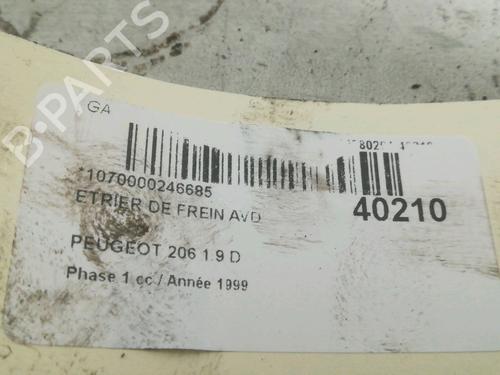 B-PARTS
GA
*1070000246685
ETRIER DE FREIN AVD
40210
PEUGEOT 206 1.9 D
Phase 1 cc / Année 1999